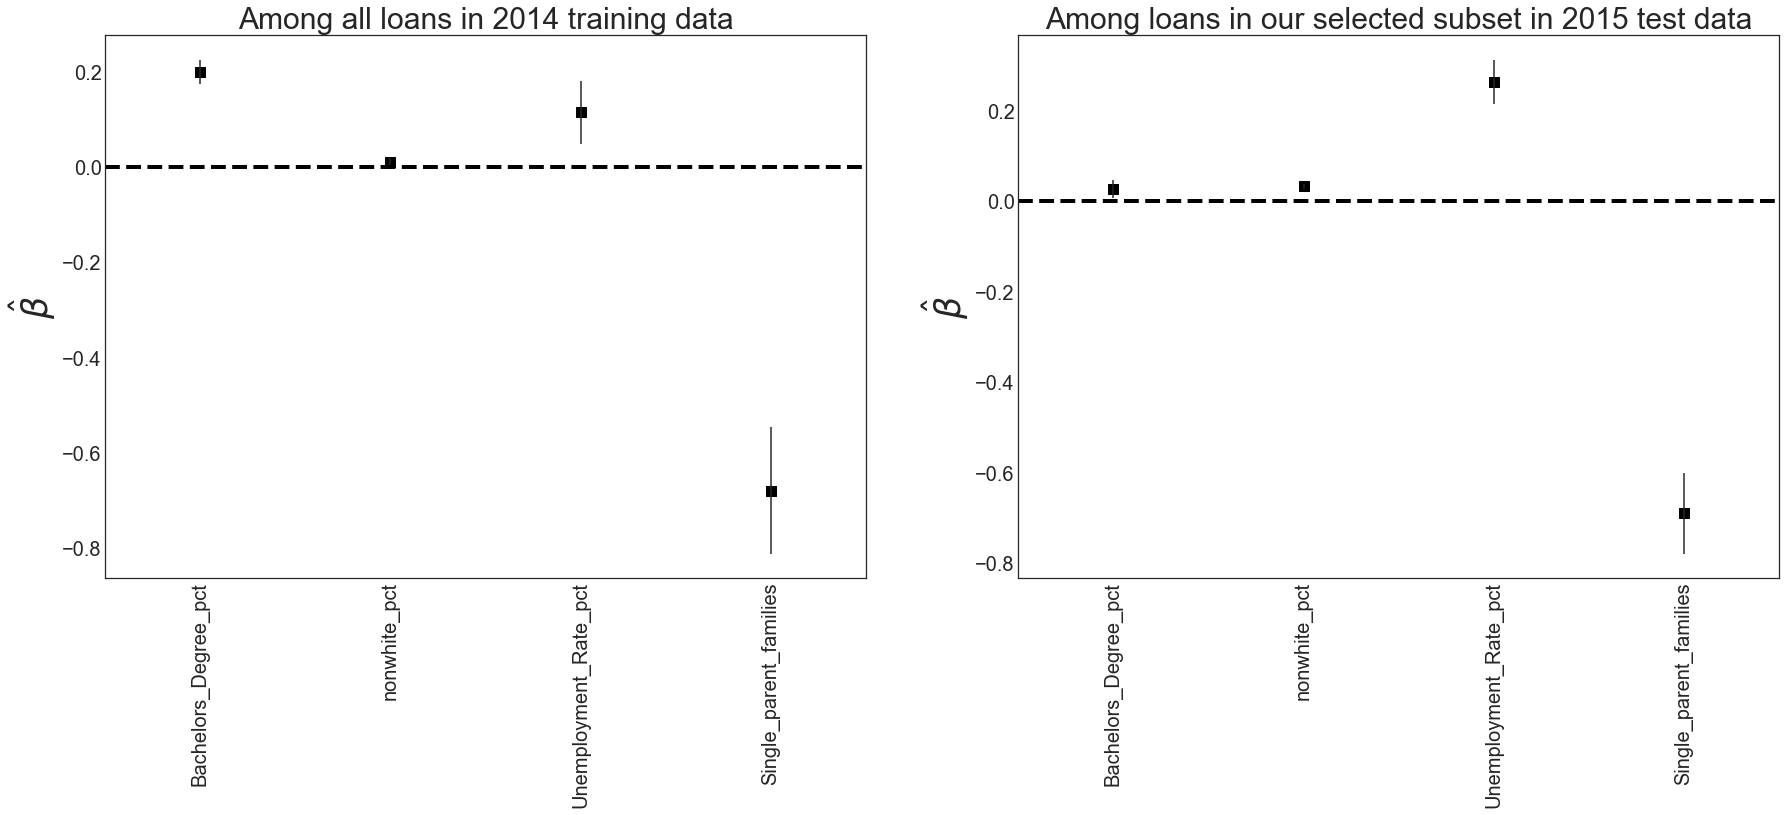 Among all loans in 2014 training data
0.2
0.0
−0.2
−0.4
−0.6
−0.8
β̂
Bachelors_Degree_pct
nonwhite_pct
Unemployment_Rate_pct
Single_parent_families
Among loans in our selected subset in 2015 test data
0.2
0.0
−0.2
−0.4
−0.6
−0.8
β̂
Bachelors_Degree_pct
nonwhite_pct
Unemployment_Rate_pct
Single_parent_families